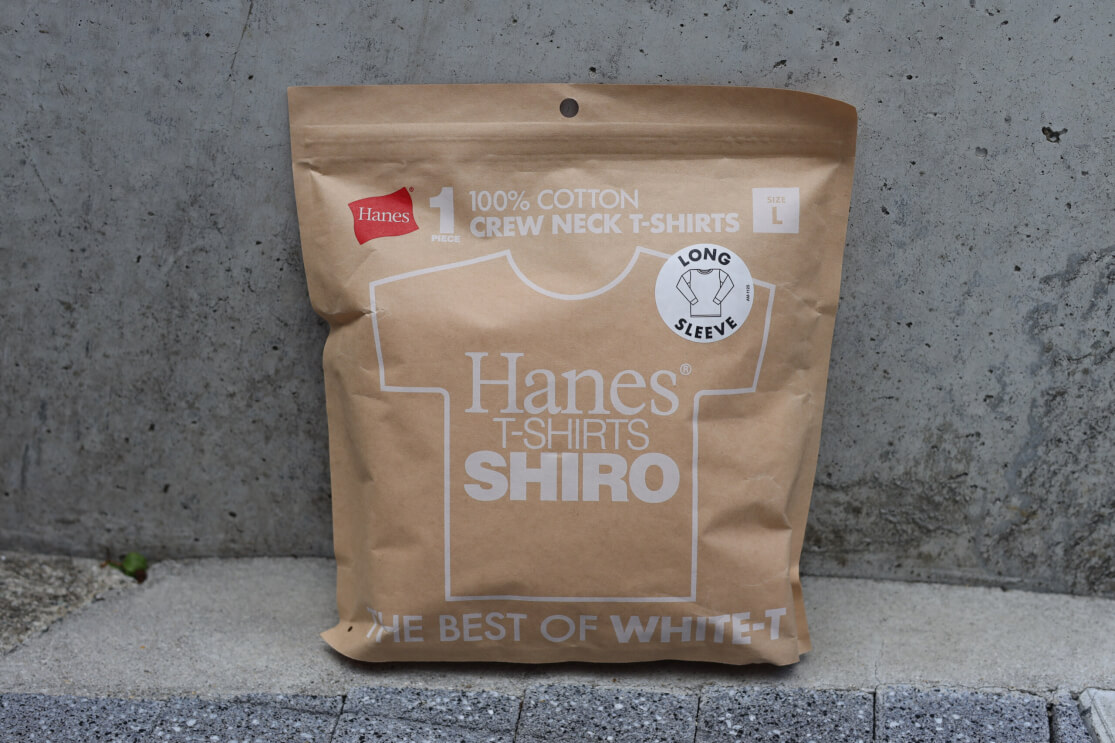 Hanes®
1
PIECE
100% COTTON
CREW NECK T-SHIRTS
SIZE
L
LONG
SLEEVE
Hanes®
T-SHIRTS
SHIRO
THE BEST OF WHITE-T